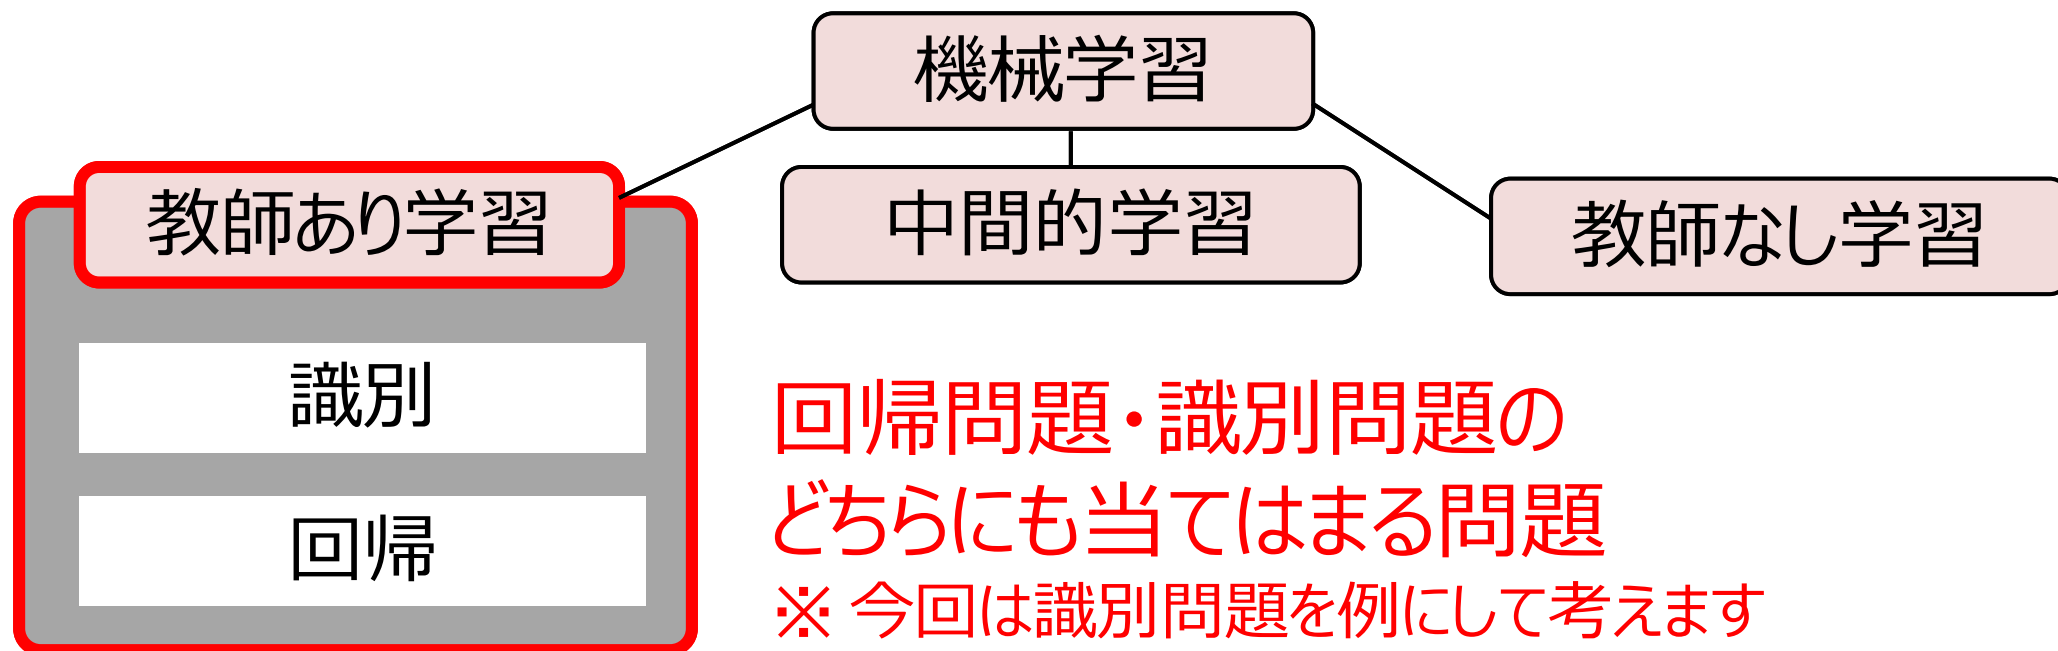 機械学習
教師あり学習
中間的学習
教師なし学習
識別
回帰
回帰問題・識別問題の
どちらにも当てはまる問題
※ 今回は識別問題を例にして考えます